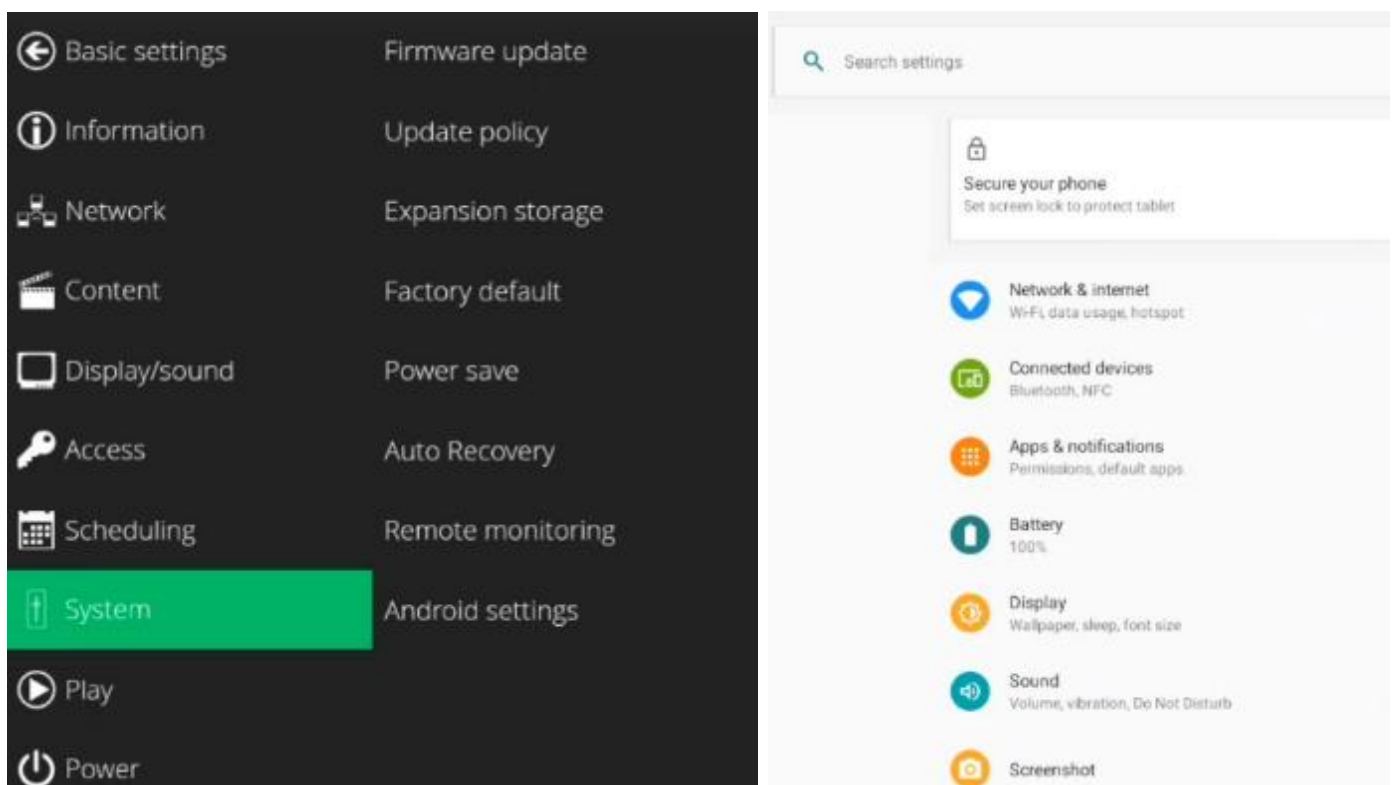 Basic settings
Information
Network
Content
Display/sound
Access
Scheduling
System
Play
Power
Firmware update
Update policy
Expansion storage
Factory default
Power save
Auto Recovery
Remote monitoring
Android settings
Search settings
Secure your phone
Set screen lock to protect tablet
Network & internet
Wi-Fi, data usage, hotspot
Connected devices
Bluetooth, NFC
Apps & notifications
Permissions, default apps
Battery
100%
Display
Wallpaper, sleep, font size
Sound
Volume, vibration, Do Not Disturb
Screenshot